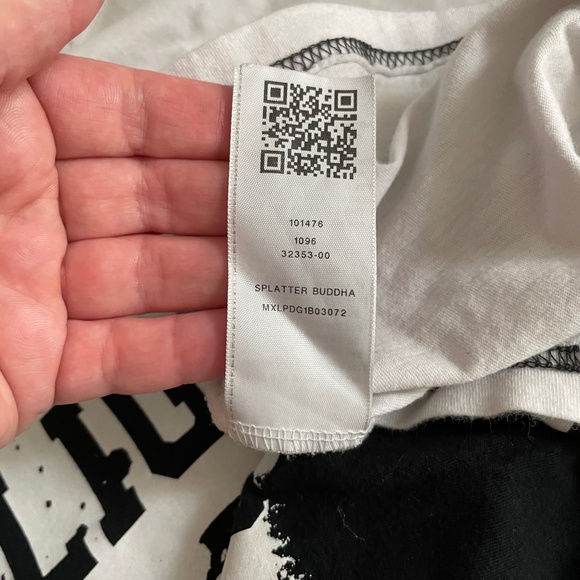 101476
1096
32353-00
SPLATTER BUDDHA
MXLPDG1B03072